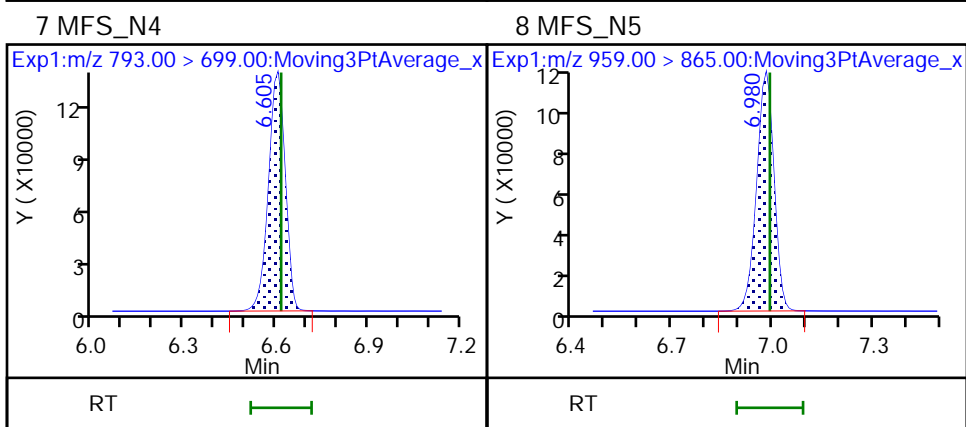 7 MFS_N4
Exp1:m/z 793.00 > 699.00:Moving3PtAverage_x
6.605
Y ( X10000)
12
9
6
3
0
6.0 6.3 6.6 6.9 7.2
Min
RT
8 MFS_N5
Exp1:m/z 959.00 > 865.00:Moving3PtAverage_x
6.980
Y ( X10000)
12
10
8
6
4
2
0
6.4 6.7 7.0 7.3
Min
RT